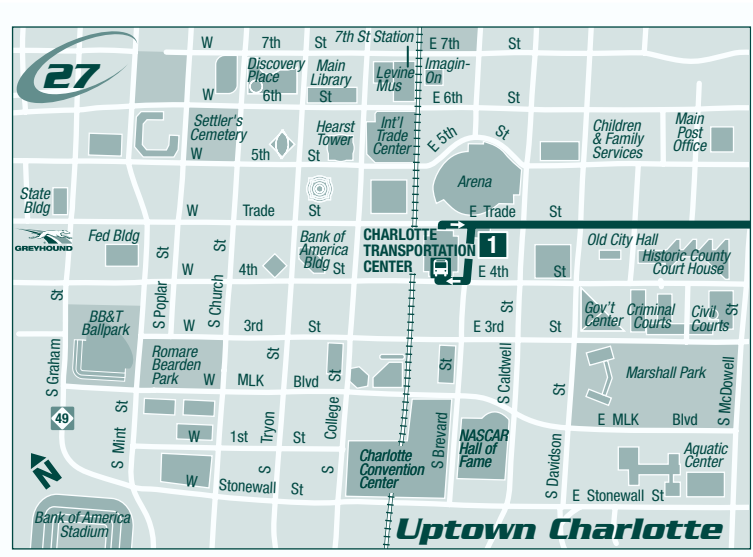 27
W 7th St
7th St Station
E 7th St
Discovery
Place
Main
Library
Levine
Mus
Imagin-
On
W 6th St
E 6th St
Settler's
Cemetery
Hearst
Tower
Int'l
Trade
Center
E 5th St
Children
& Family
Services
Main
Post
Office
W 5th St
Arena
State
Bldg
W Trade St
E Trade St
GREYHOUND
Fed Bldg
Bank of
America
Bldg
CHARLOTTE
TRANSPORTATION
CENTER
1
Old City Hall
Historic County
Court House
W 4th St
E 4th St
BB&T
Ballpark
Gov't
Center
Criminal
Courts
Civil
Courts
W 3rd St
E 3rd St
Romare
Bearden
Park
Marshall Park
W MLK Blvd
E MLK Blvd
49
W 1st St
NASCAR
Hall of
Fame
Charlotte
Convention
Center
Aquatic
Center
W Stonewall St
E Stonewall St
S Graham St
S Mint St
S Poplar St
S Church St
S Tryon St
S College St
S Brevard St
S Caldwell St
S Davidson St
S McDowell St
N
Bank of America
Stadium
Uptown Charlotte